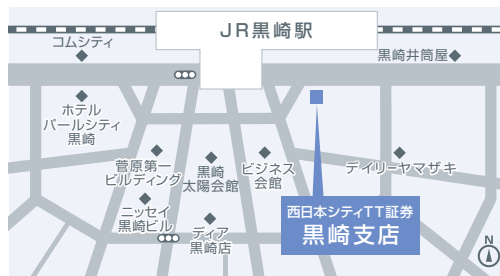 JR黒崎駅
コムシティ
黒崎井筒屋
ホテル
パールシティ
黒崎
菅原第一
ビルディング
黒崎
太陽会館
ビジネス
会館
デイリーヤマザキ
ニッセイ
黒崎ビル
ディア
黒崎店
西日本シティTT証券
黒崎支店
N